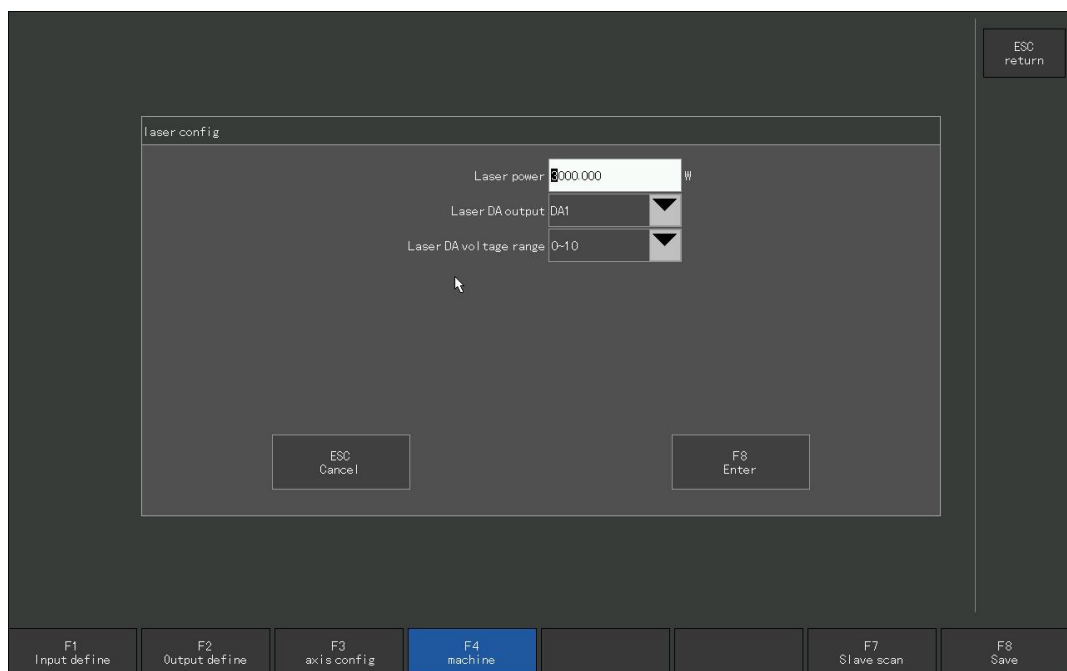 ESC
return
laser config
Laser power 3000.000 W
Laser DA output DA1
Laser DA voltage range 0~10
ESC
Cancel
F8
Enter
F1
Input define
F2
Output define
F3
axis config
F4
machine
F7
Slave scan
F8
Save